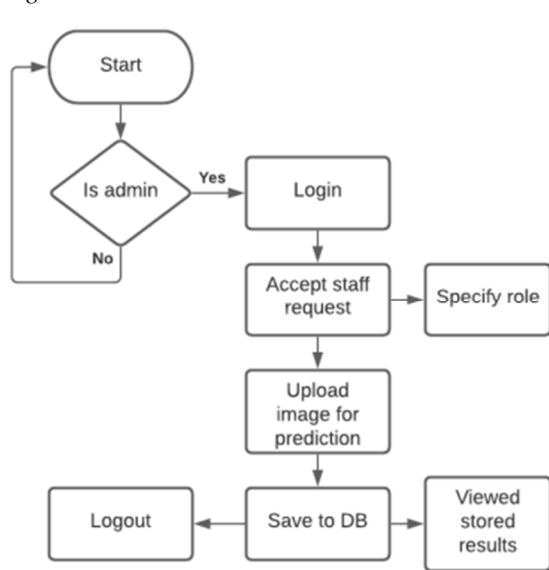 Start
Is admin
Yes
No
Login
Accept staff
request
Specify role
Upload
image for
prediction
Logout
Save to DB
Viewed
stored
results